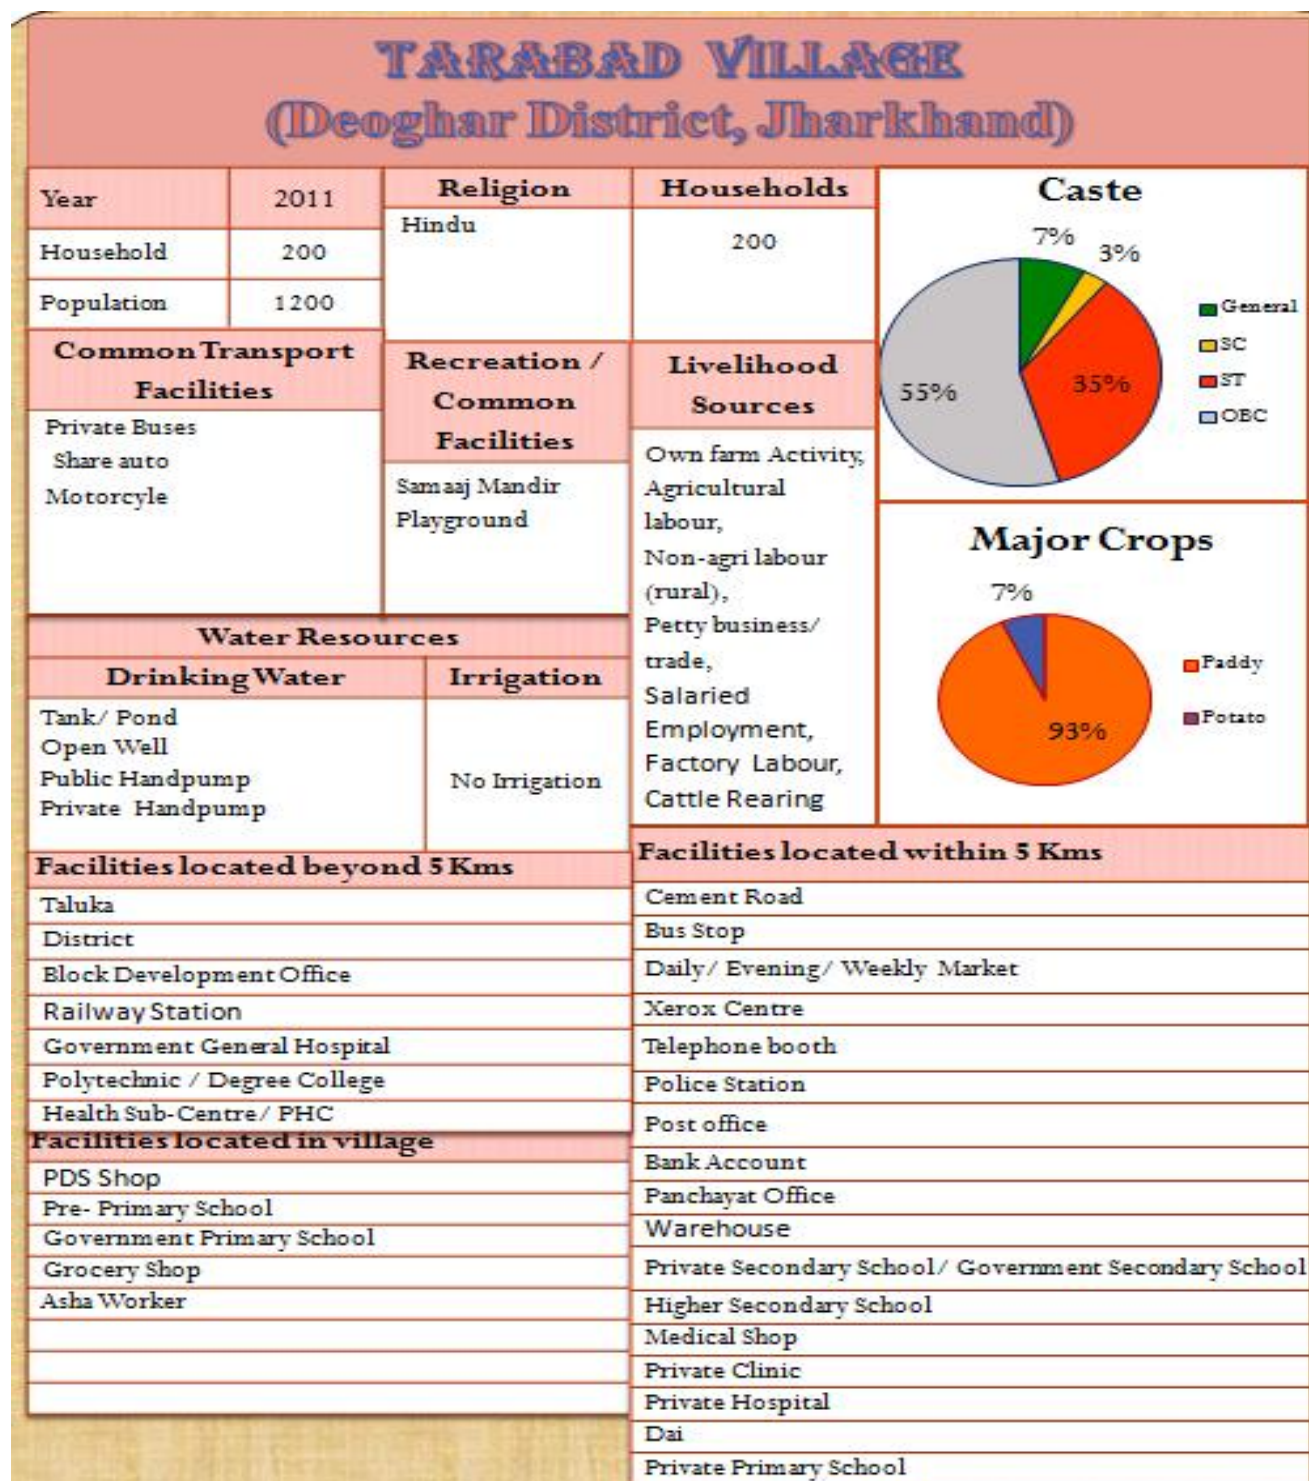 TARABAD VILLAGE
(Deoghar District, Jharkhand)
Year 2011
Household 200
Population 1200
Religion
Hindu
Households
200
Caste
7%
3%
35%
55%
General
SC
ST
OBC
Common Transport
Facilities
Private Buses
Share auto
Motorcyle
Recreation /
Common
Facilities
Samaaj Mandir
Playground
Livelihood
Sources
Own farm Activity,
Agricultural
labour,
Non-agri labour
(rural),
Petty business/
trade,
Salaried
Employment,
Factory Labour,
Cattle Rearing
Major Crops
7%
93%
Paddy
Potato
Water Resources
Drinking Water
Tank/ Pond
Open Well
Public Handpump
Private Handpump
Irrigation
No Irrigation
Facilities located beyond 5 Kms
Taluka
District
Block Development Office
Railway Station
Government General Hospital
Polytechnic / Degree College
Health Sub-Centre/ PHC
Facilities located in village
PDS Shop
Pre- Primary School
Government Primary School
Grocery Shop
Asha Worker
Facilities located within 5 Kms
Cement Road
Bus Stop
Daily/ Evening/ Weekly Market
Xerox Centre
Telephone booth
Police Station
Post office
Bank Account
Panchayat Office
Warehouse
Private Secondary School/ Government Secondary School
Higher Secondary School
Medical Shop
Private Clinic
Private Hospital
Dai
Private Primary School